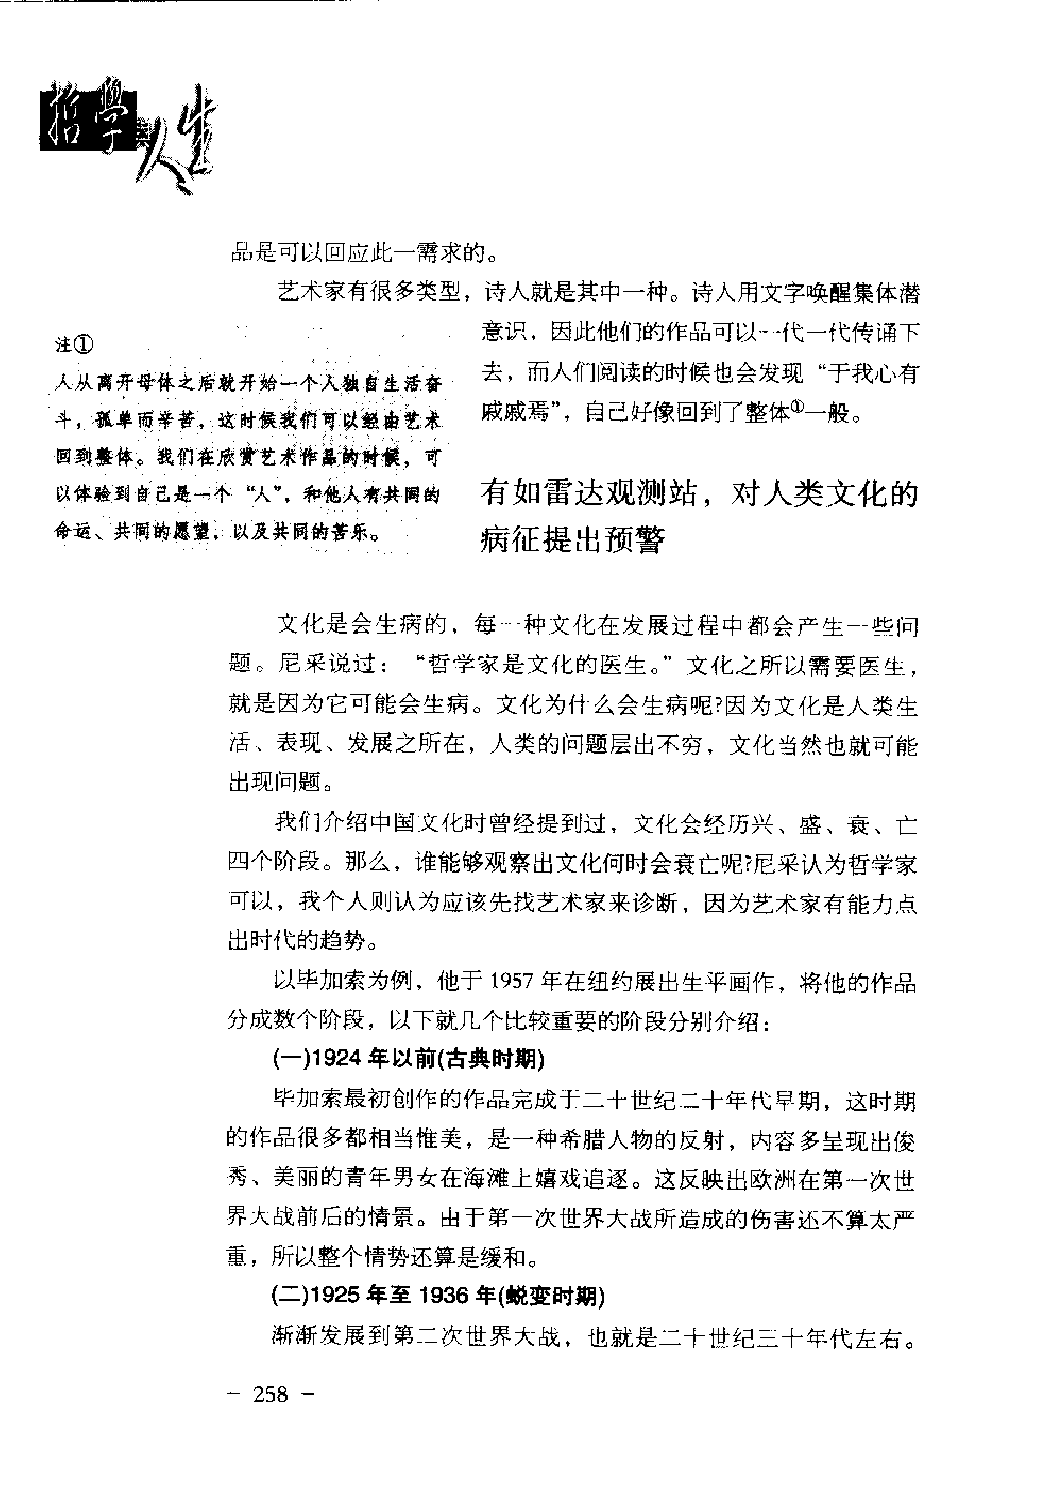 哲學與人生
品是可以回应此一需求的。
艺术家有很多类型，诗人就是其中一种。诗人用文字唤醒集体潜
意识，因此他们的作品可以一代一代传诵下
去，而人们阅读的时候也会发现“于我心有
戚戚焉”，自己好像回到了整体①一般。
注①
人从离开母体之后就开始一个人独自生活奋
斗，孤单而辛苦。这时候我们可以经由艺术
回到整体。我们在欣赏艺术作品的时候，可
以体验到自己是一个“人”，和他人有共同的
命运、共同的愿望，以及共同的苦乐。
有如雷达观测站，对人类文化的
病征提出预警
文化是会生病的，每一种文化在发展过程中都会产生一些问
题。尼采说过：“哲学家是文化的医生。”文化之所以需要医生，
就是因为它可能会生病。文化为什么会生病呢?因为文化是人类生
活、表现、发展之所在，人类的问题层出不穷，文化当然也就可能
出现问题。
我们介绍中国文化时曾经提到过，文化会经历兴、盛、衰、亡
四个阶段。那么，谁能够观察出文化何时会衰亡呢?尼采认为哲学家
可以，我个人则认为应该先找艺术家来诊断，因为艺术家有能力点
出时代的趋势。
以毕加索为例，他于 1957 年在纽约展出生平画作，将他的作品
分成数个阶段，以下就几个比较重要的阶段分别介绍：
(一)1924 年以前(古典时期)
毕加索最初创作的作品完成于二十世纪二十年代早期，这时期
的作品很多都相当惟美，是一种希腊人物的反射，内容多呈现出俊
秀、美丽的青年男女在海滩上嬉戏追逐。这反映出欧洲在第一次世
界大战前后的情景。由于第一次世界大战所造成的伤害还不算太严
重，所以整个情势还算是缓和。
(二)1925 年至 1936 年(蜕变时期)
渐渐发展到第二次世界大战，也就是二十世纪三十年代左右。
- 258 -